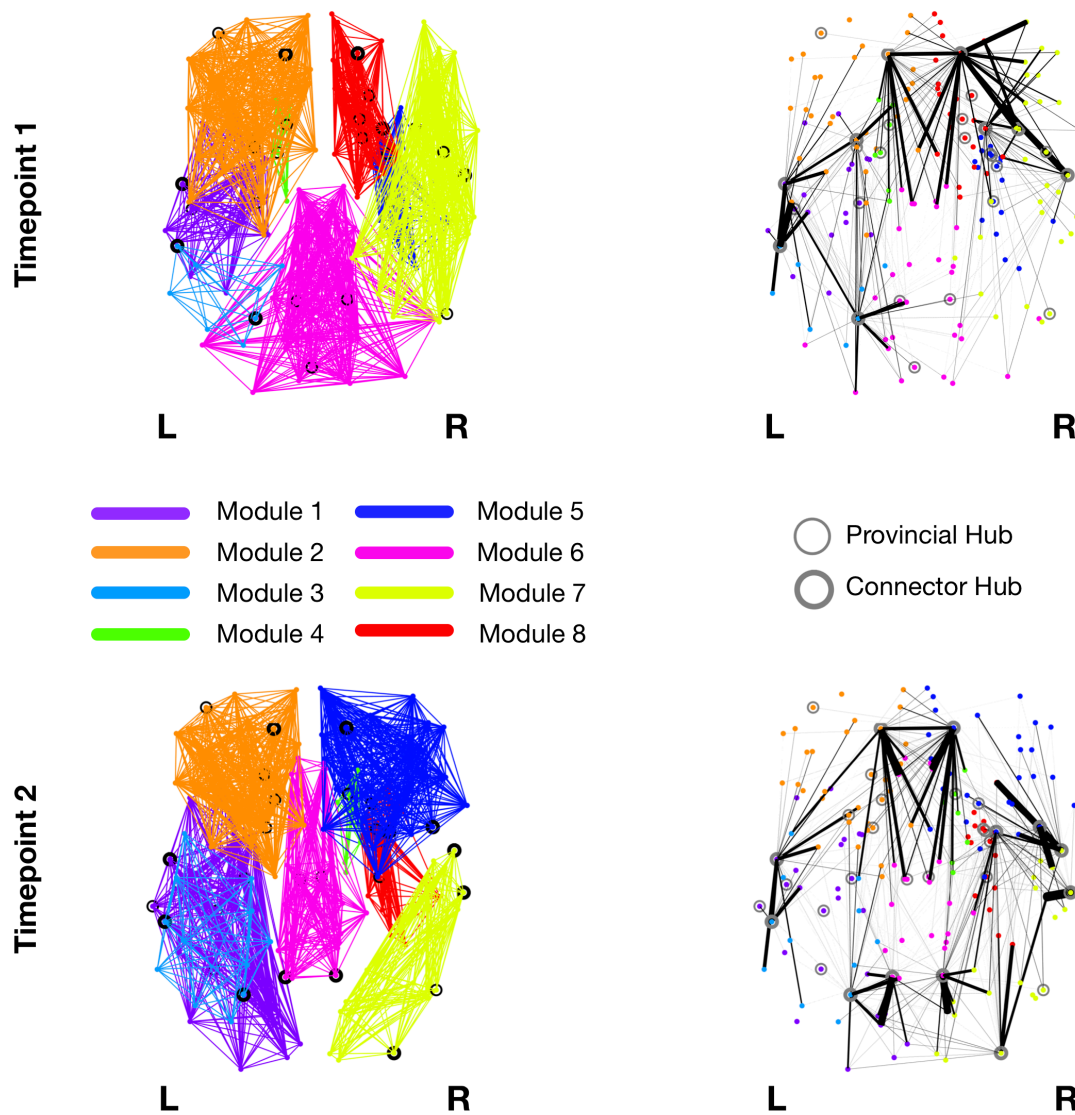 Timepoint 1
L R
L R
Module 1 Module 5
Module 2 Module 6
Module 3 Module 7
Module 4 Module 8
Provincial Hub
Connector Hub
Timepoint 2
L R
L R